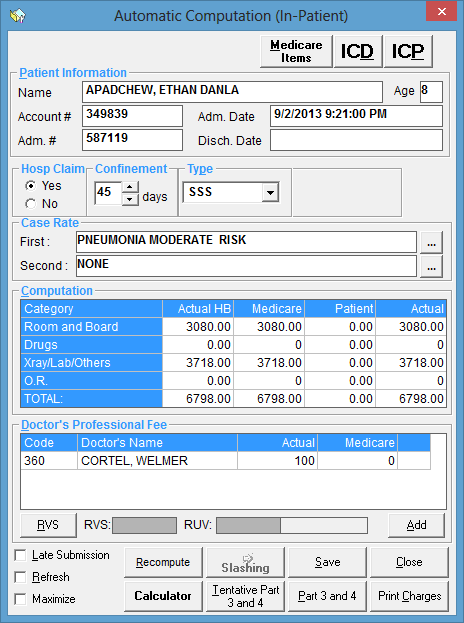 Automatic Computation (In-Patient)
Medicare Items ICD ICP
Patient Information
Name APADCHEW, ETHAN DANLA Age 8
Account # 349839 Adm. Date 9/2/2013 9:21:00 PM
Adm. # 587119 Disch. Date
Hosp Claim Confinement Type
Yes 45 days SSS
No
Case Rate
First : PNEUMONIA MODERATE  RISK ...
Second : NONE ...
Computation
Category Actual HB Medicare Patient Actual
Room and Board 3080.00 3080.00 0.00 3080.00
Drugs 0.00 0 0.00 0.00
Xray/Lab/Others 3718.00 3718.00 0.00 3718.00
O.R. 0.00 0 0.00 0.00
TOTAL: 6798.00 6798.00 0.00 6798.00
Doctor's Professional Fee
Code Doctor's Name Actual Medicare
360 CORTEL, WELMER 100 0
RVS RVS: RUV: Add
Late Submission Recompute Slashing Save Close
Refresh
Maximize Calculator Tentative Part 3 and 4 Part 3 and 4 Print Charges